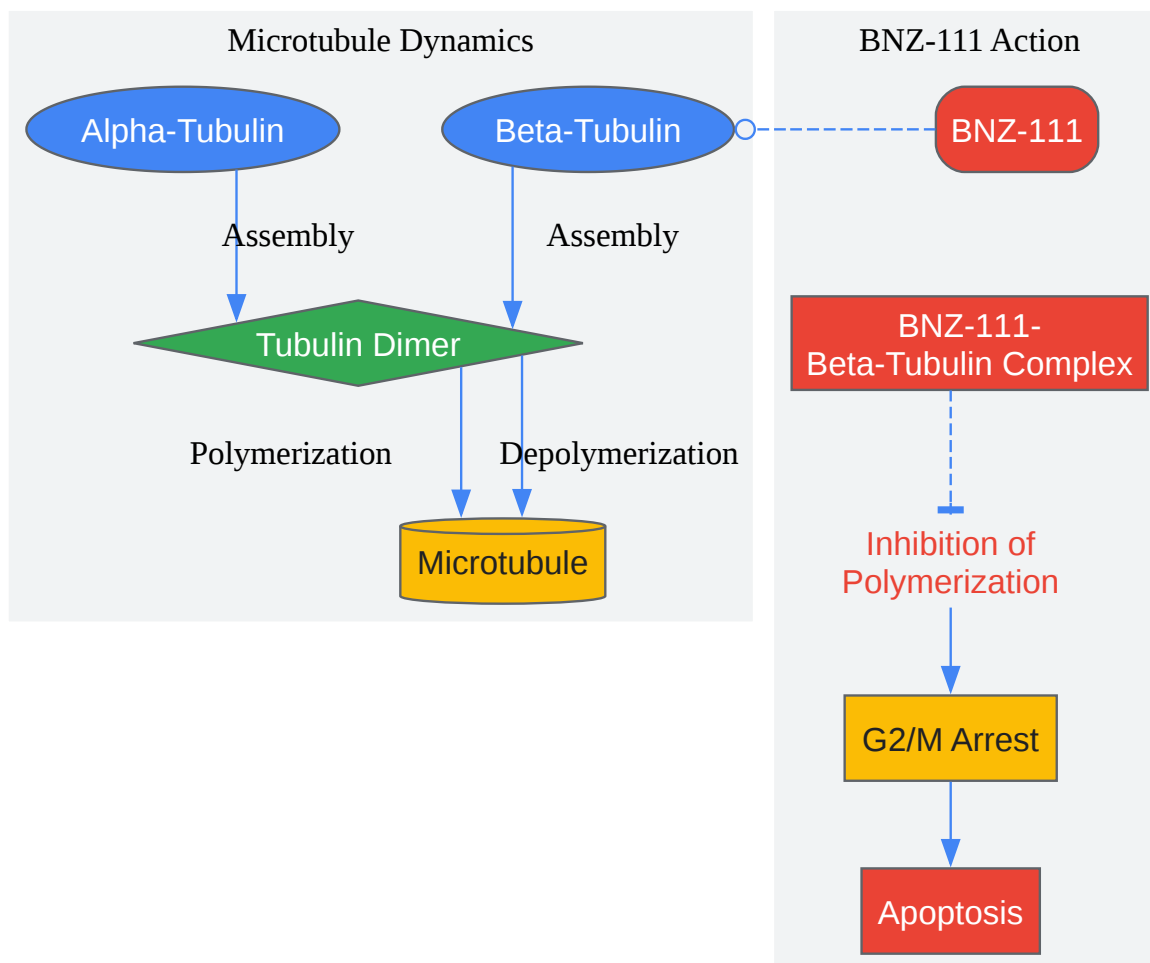 Microtubule Dynamics
Alpha-Tubulin
Beta-Tubulin
Assembly
Assembly
Tubulin Dimer
Polymerization
Depolymerization
Microtubule
BNZ-111 Action
BNZ-111
BNZ-111-
Beta-Tubulin Complex
Inhibition of
Polymerization
G2/M Arrest
Apoptosis